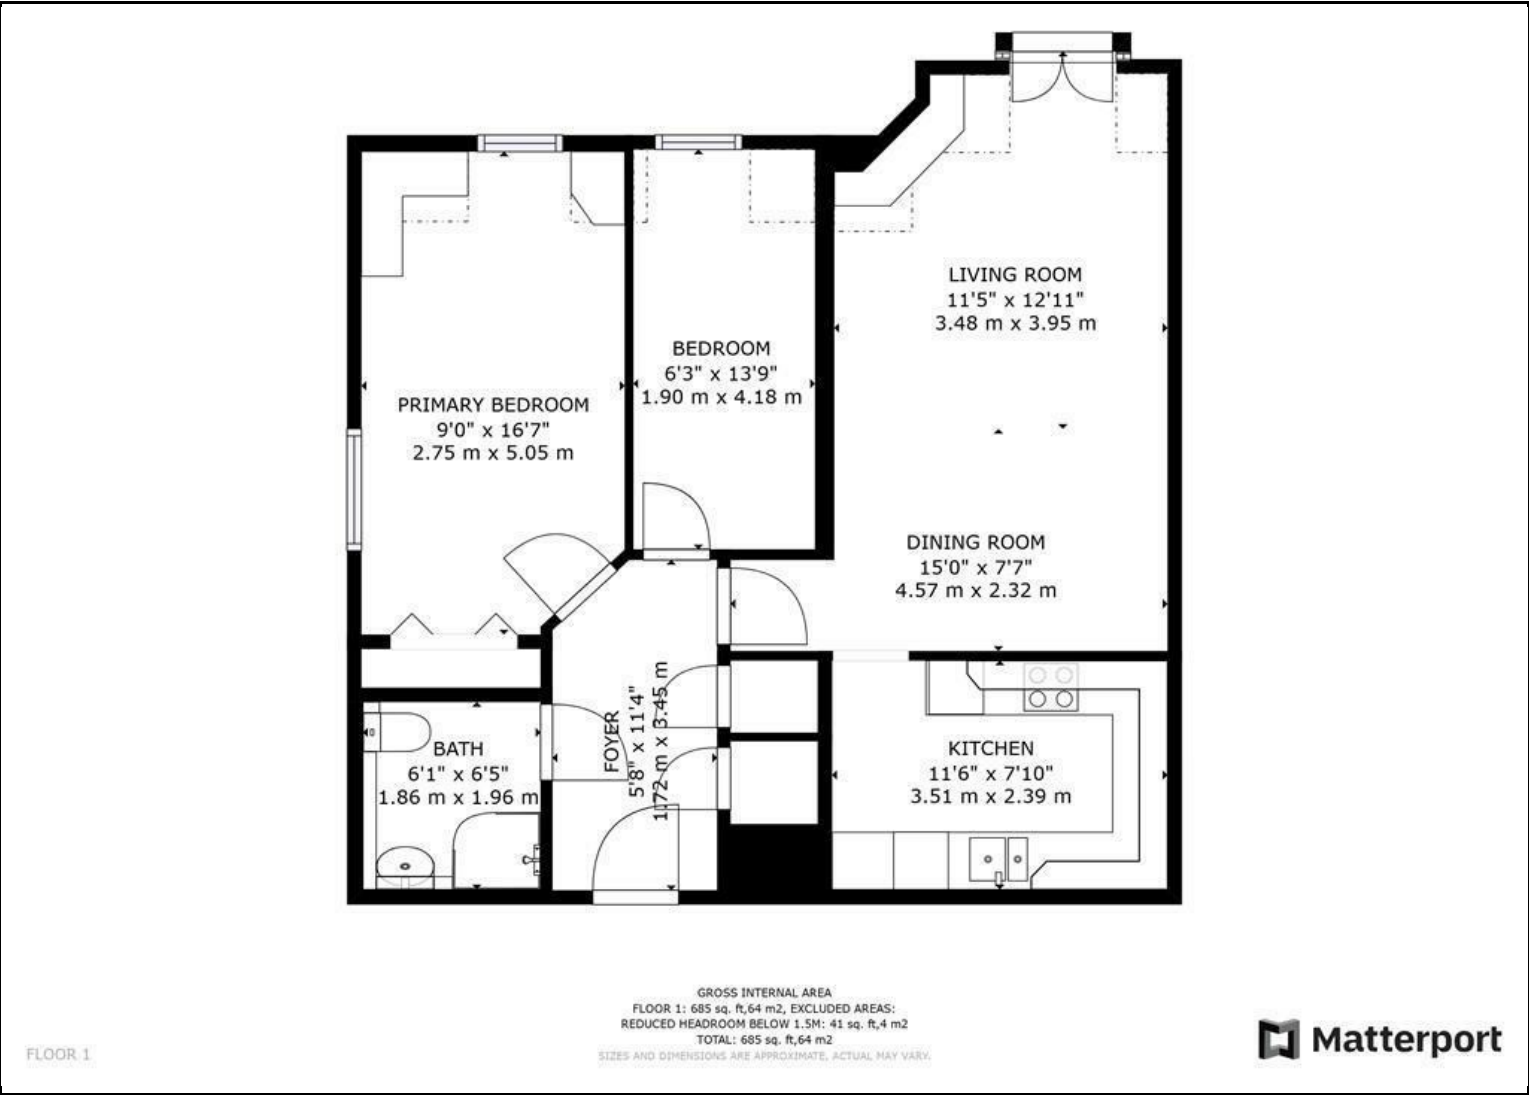 LIVING ROOM
11'5" x 12'11"
3.48 m x 3.95 m
BEDROOM
6'3" x 13'9"
1.90 m x 4.18 m
PRIMARY BEDROOM
9'0" x 16'7"
2.75 m x 5.05 m
DINING ROOM
15'0" x 7'7"
4.57 m x 2.32 m
FOYER
5'8" x 11'4"
1.72 m x 3.45 m
BATH
6'1" x 6'5"
1.86 m x 1.96 m
KITCHEN
11'6" x 7'10"
3.51 m x 2.39 m
GROSS INTERNAL AREA
FLOOR 1: 685 sq. ft,64 m2, EXCLUDED AREAS:
REDUCED HEADROOM BELOW 1.5M: 41 sq. ft,4 m2
TOTAL: 685 sq. ft,64 m2
SIZES AND DIMENSIONS ARE APPROXIMATE, ACTUAL MAY VARY.
FLOOR 1
Matterport